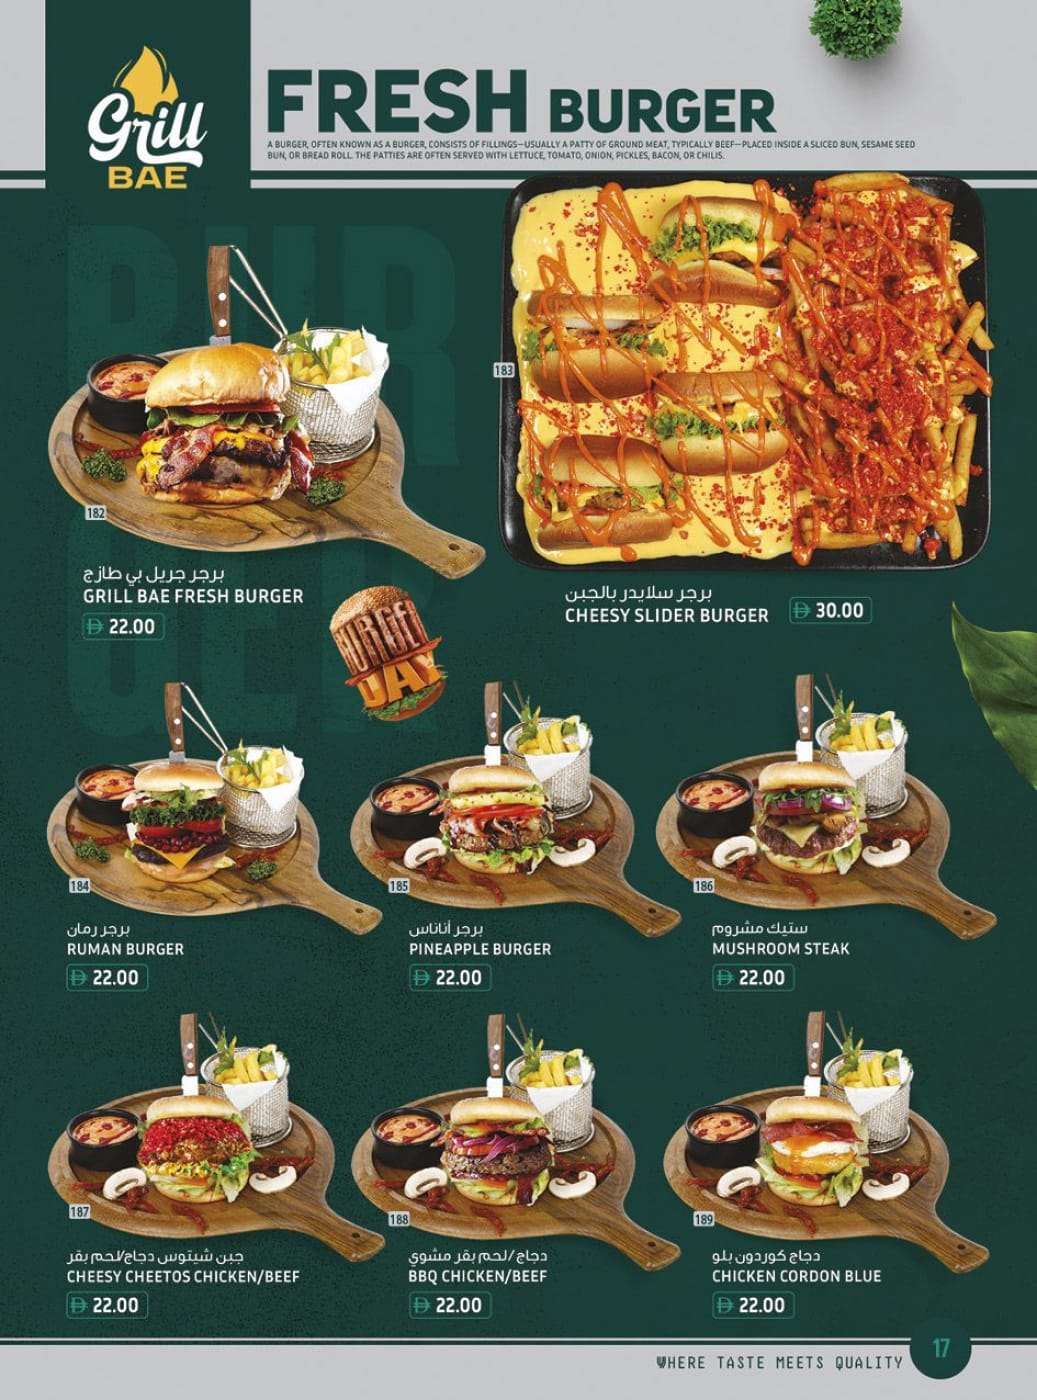 Grill
BAE
FRESH BURGER
A BURGER, OFTEN KNOWN AS A BURGER, CONSISTS OF FILLINGS—USUALLY A PATTY OF GROUND MEAT, TYPICALLY BEEF—PLACED INSIDE A SLICED BUN, SESAME SEED
BUN, OR BREAD ROLL. THE PATTIES ARE OFTEN SERVED WITH LETTUCE, TOMATO, ONION, PICKLES, BACON, OR CHILIS.
BUR
GER
182
برجر جريل بي طازج
GRILL BAE FRESH BURGER
22.00
183
برجر سلايدر بالجبن
CHEESY SLIDER BURGER
30.00
BURGER
DAY
184
برجر رمان
RUMAN BURGER
22.00
185
برجر أناناس
PINEAPPLE BURGER
22.00
186
ستيك مشروم
MUSHROOM STEAK
22.00
187
جبن شيتوس دجاج/لحم بقر
CHEESY CHEETOS CHICKEN/BEEF
22.00
188
دجاج/لحم بقر مشوي
BBQ CHICKEN/BEEF
22.00
189
دجاج كوردون بلو
CHICKEN CORDON BLUE
22.00
WHERE TASTE MEETS QUALITY
17